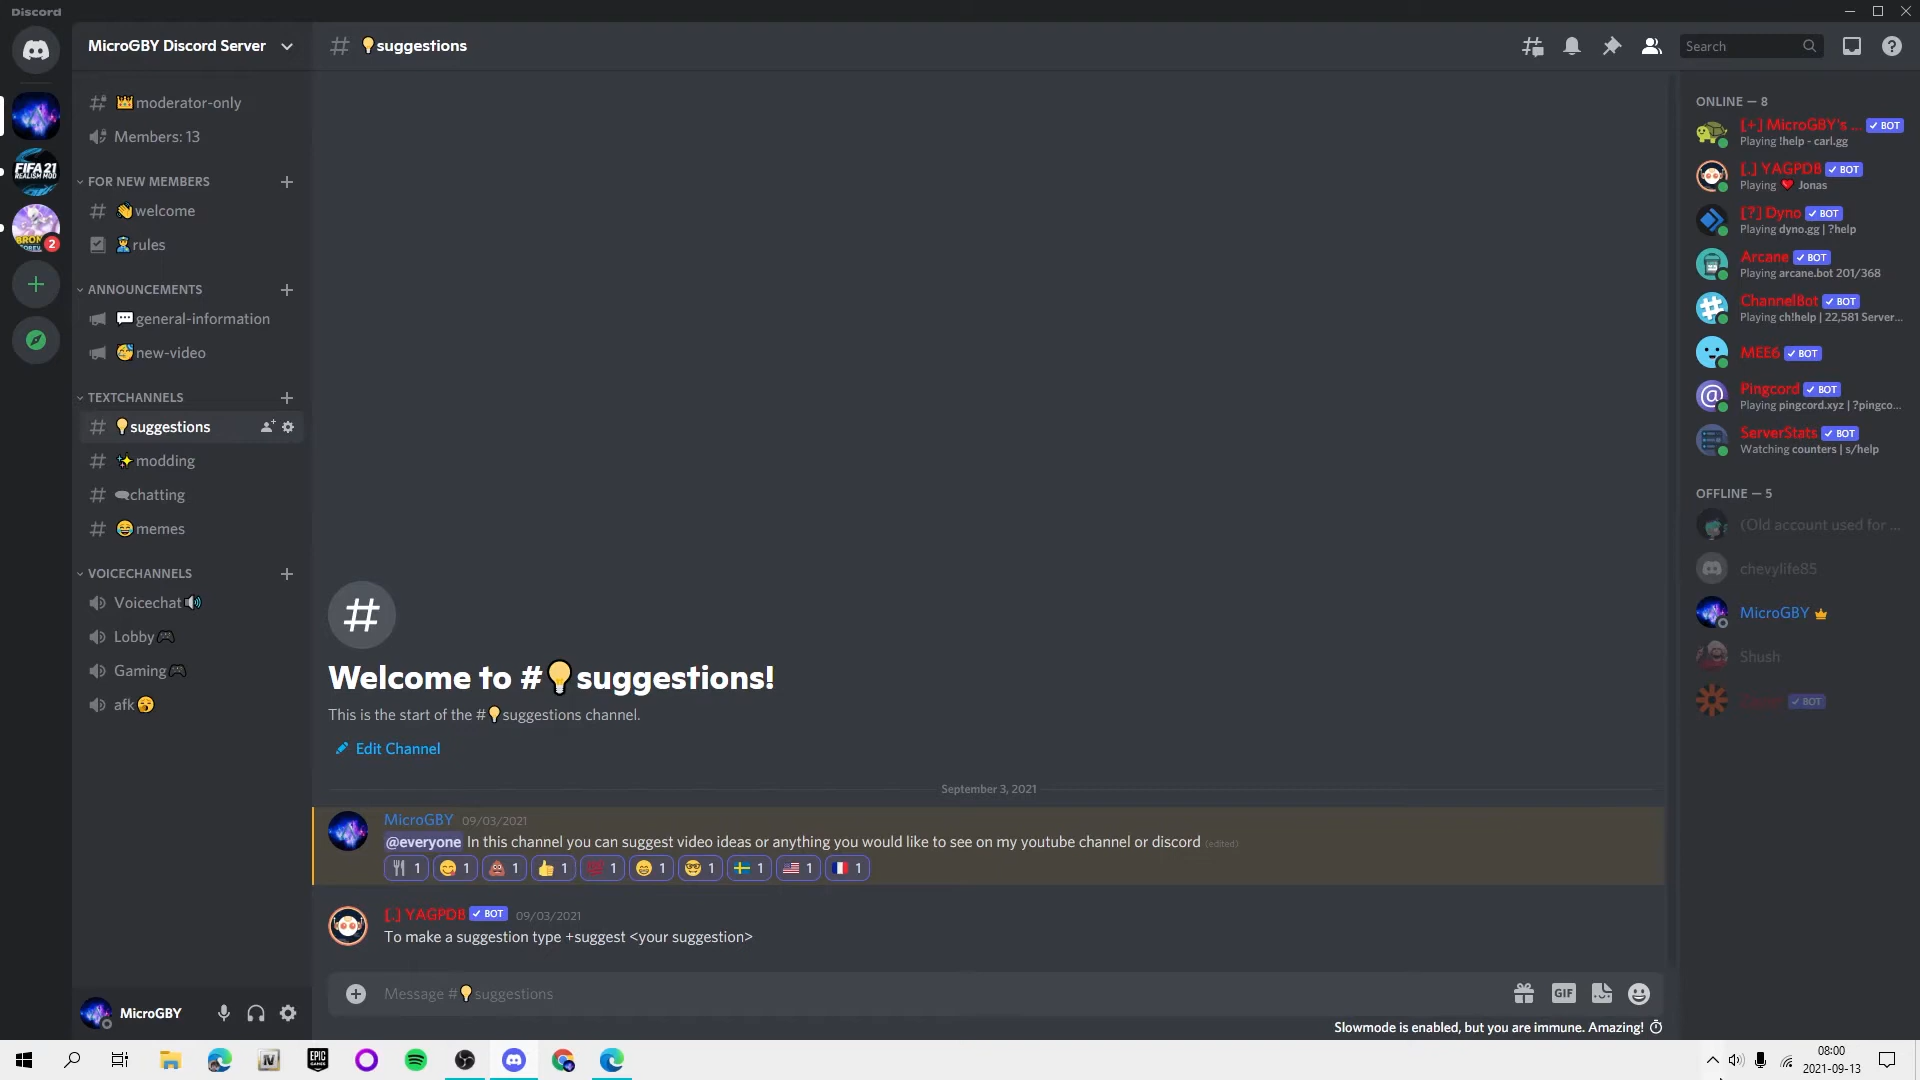 Discord
MicroGBY Discord Server
moderator-only
Members: 13
FOR NEW MEMBERS
welcome
rules
ANNOUNCEMENTS
general-information
new-video
TEXTCHANNELS
suggestions
modding
chatting
memes
VOICECHANNELS
Voicechat
Lobby
Gaming
afk
MicroGBY
FIFA 21
REALISM MOD
2
suggestions
Search
Welcome to #💡suggestions!
This is the start of the #💡suggestions channel.
Edit Channel
September 3, 2021
MicroGBY 09/03/2021
@everyone In this channel you can suggest video ideas or anything you would like to see on my youtube channel or discord (edited)
1 1 1 1 1 1 1 1 1 1
[.] YAGPDB BOT 09/03/2021
To make a suggestion type +suggest <your suggestion>
Message #💡suggestions
GIF
Slowmode is enabled, but you are immune. Amazing!
ONLINE — 8
[+] MicroGBY's ... BOT
Playing !help - carl.gg
[.] YAGPDB BOT
Playing ❤ Jonas
[?] Dyno BOT
Playing dyno.gg | ?help
Arcane BOT
Playing arcane.bot 201/368
ChannelBot BOT
Playing ch!help | 22,581 Server...
MEE6 BOT
Pingcord BOT
Playing pingcord.xyz | ?pingco...
ServerStats BOT
Watching counters | s/help
OFFLINE — 5
(Old account used for ...
chevylife85
MicroGBY
Shush
BOT
EPIC
GAMES
IV
08:00
2021-09-13